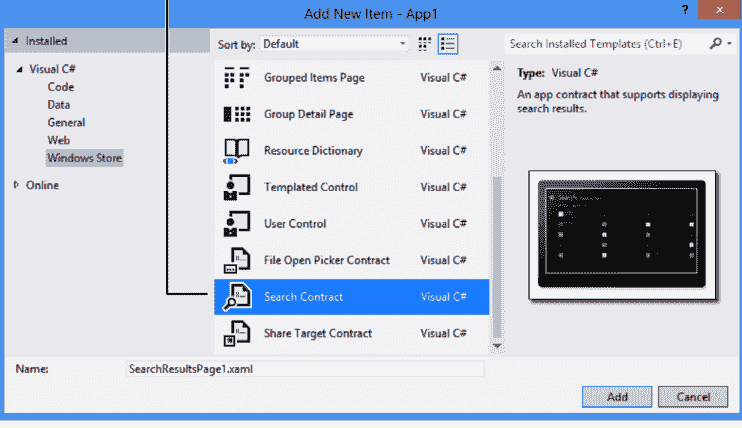 Add New Item - App1
?
x
Installed
Sort by: Default
Search Installed Templates (Ctrl+E)
Visual C#
Code
Data
General
Web
Windows Store
Online
Grouped Items Page Visual C#
Group Detail Page Visual C#
Resource Dictionary Visual C#
Templated Control Visual C#
User Control Visual C#
File Open Picker Contract Visual C#
Search Contract Visual C#
Share Target Contract Visual C#
Type: Visual C#
An app contract that supports displaying
search results.
Name: SearchResultsPage1.xaml
Add Cancel